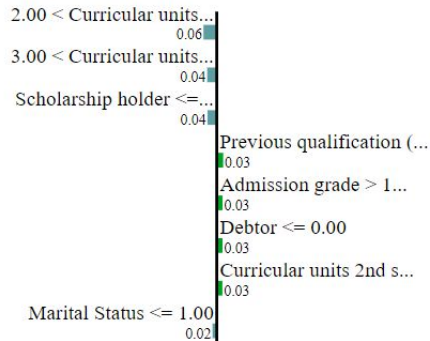 2.00 < Curricular units...
0.06
3.00 < Curricular units...
0.04
Scholarship holder <=...
0.04
Previous qualification (...
0.03
Admission grade > 1...
0.03
Debtor <= 0.00
0.03
Curricular units 2nd s...
0.03
Marital Status <= 1.00
0.02